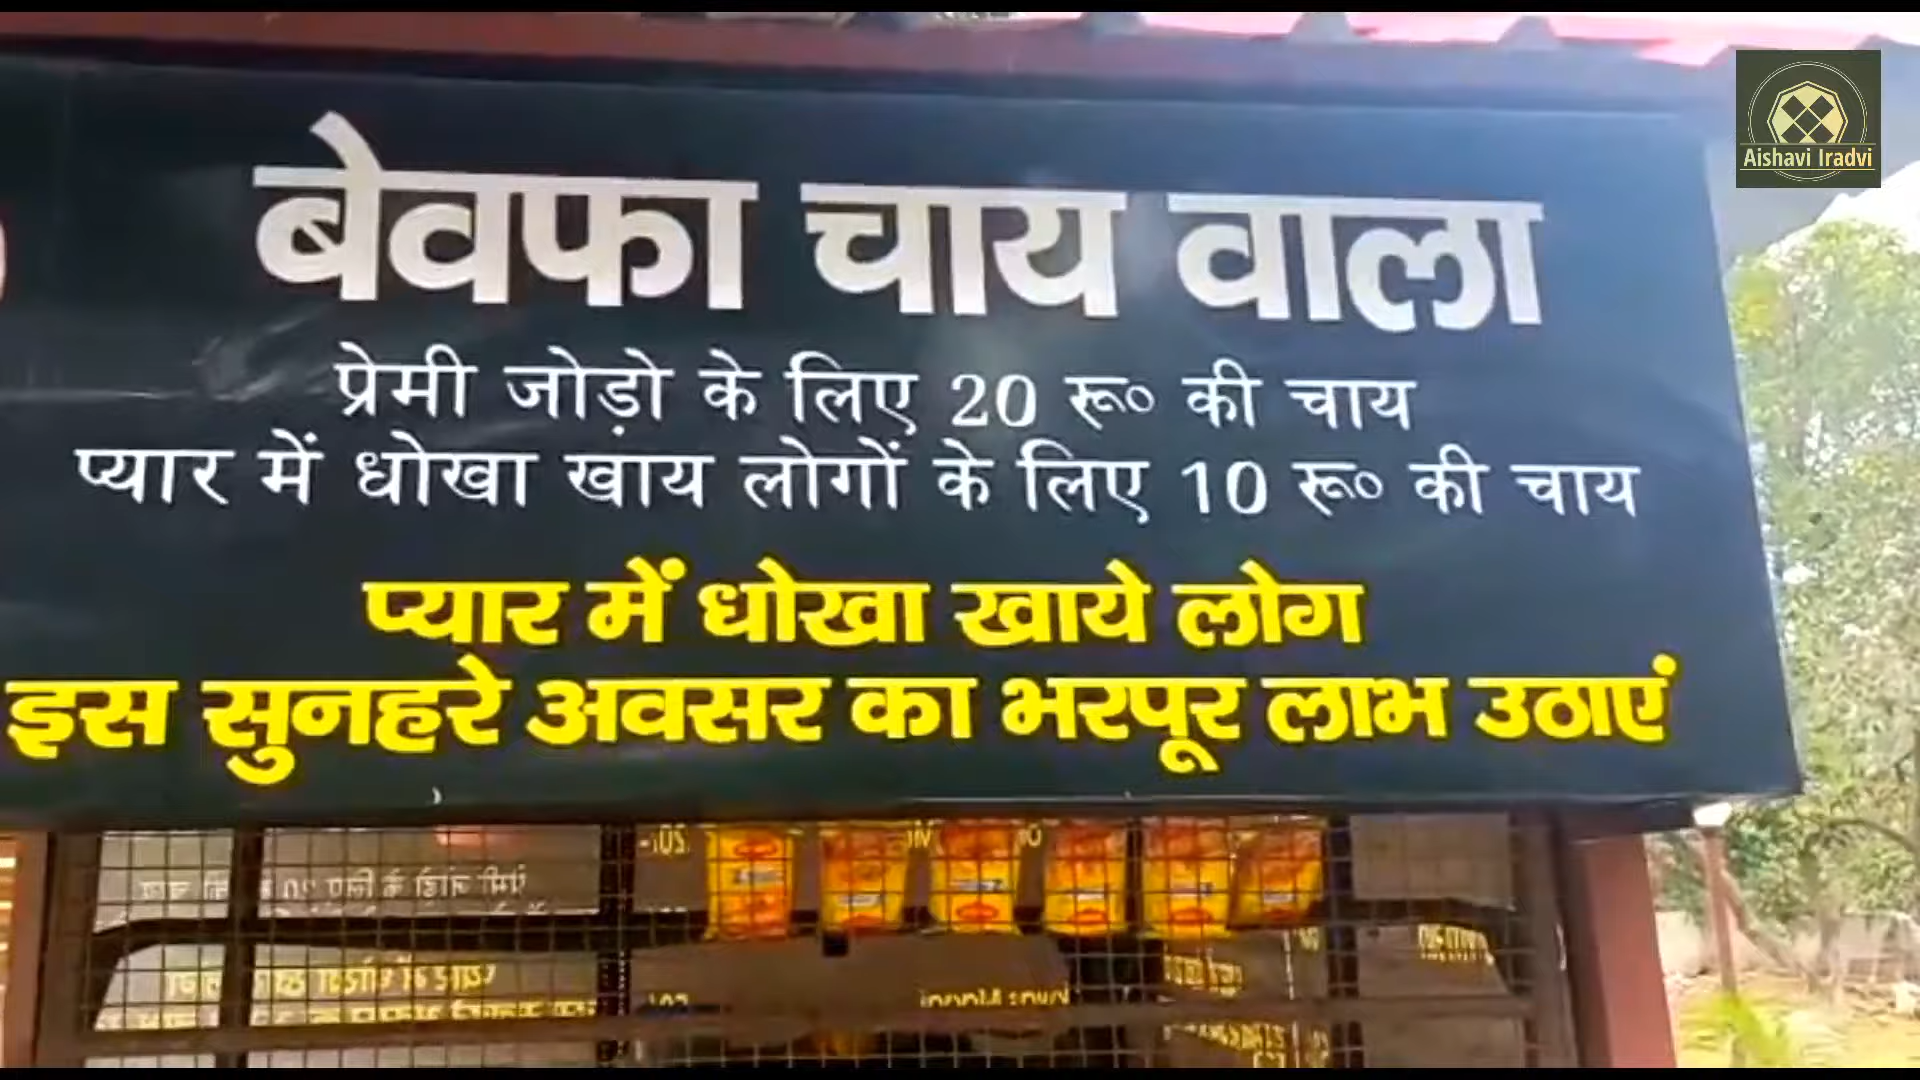 Aishavi Iradvi
बेवफा चाय वाला
प्रेमी जोड़ो के लिए 20 रू० की चाय
प्यार में धोखा खाय लोगों के लिए 10 रू० की चाय
प्यार में धोखा खाये लोग
इस सुनहरे अवसर का भरपूर लाभ उठाएं